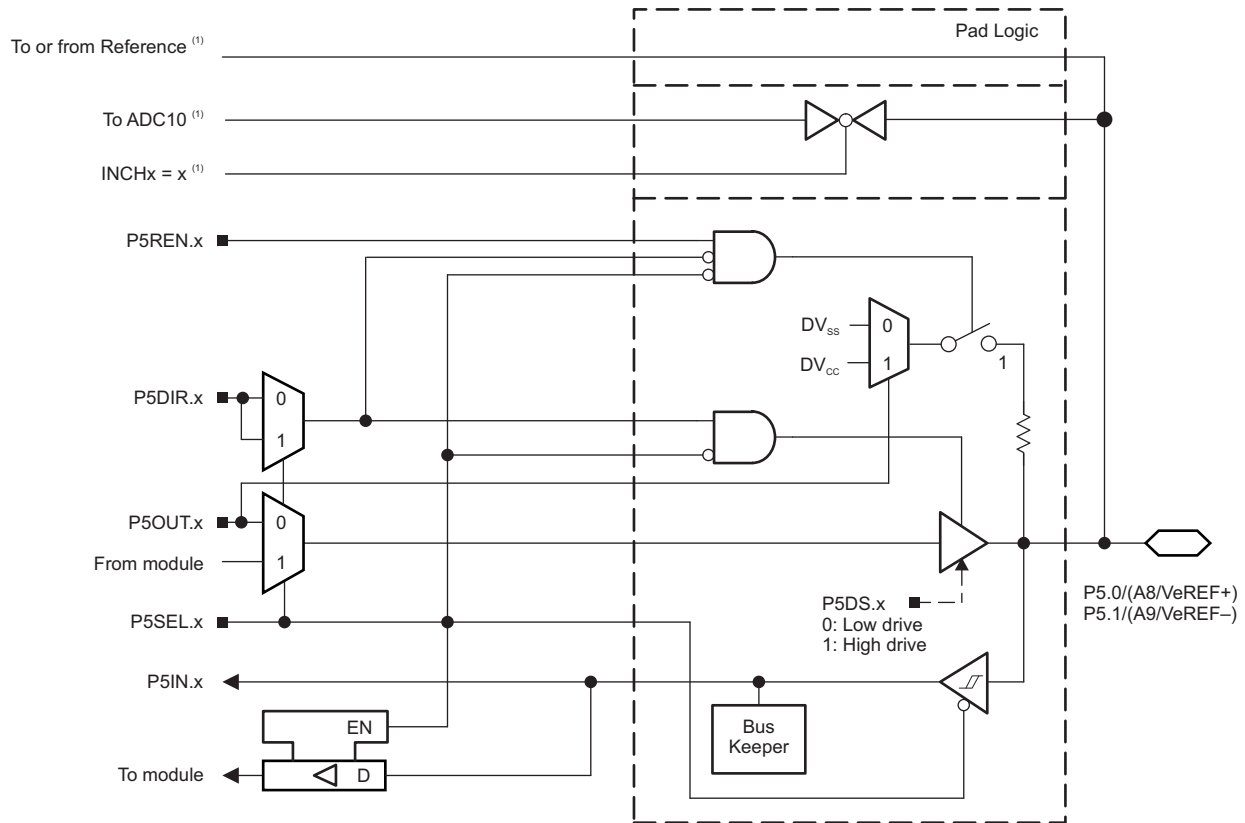 Pad Logic
To or from Reference (1)
To ADC10 (1)
INCHx = x (1)
P5REN.x
DVSS
0
DVCC
1
1
P5DIR.x
0
1
P5OUT.x
0
From module
1
P5SEL.x
P5DS.x
0: Low drive
1: High drive
P5.0/(A8/VeREF+)
P5.1/(A9/VeREF–)
P5IN.x
Bus
Keeper
EN
To module
D